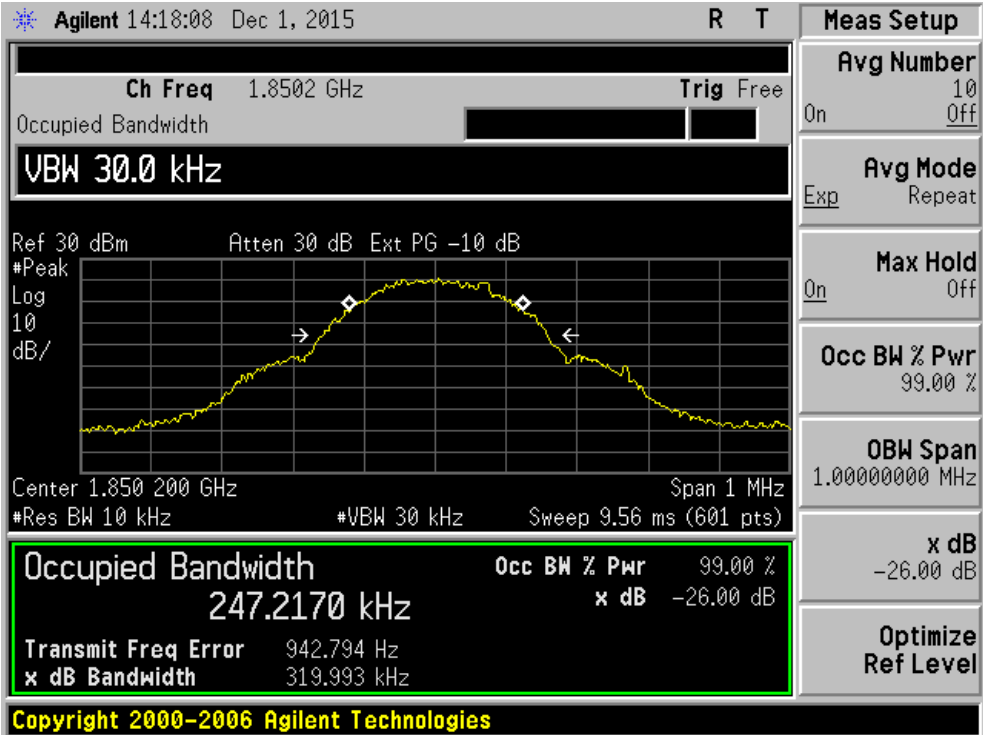 Agilent 14:18:08 Dec 1, 2015 R T
Ch Freq 1.8502 GHz Trig Free
Occupied Bandwidth
VBW 30.0 kHz
Ref 30 dBm Atten 30 dB Ext PG -10 dB
#Peak
Log
10
dB/
Center 1.850 200 GHz Span 1 MHz
#Res BW 10 kHz #VBW 30 kHz Sweep 9.56 ms (601 pts)
Occupied Bandwidth Occ BW % Pwr 99.00 %
247.2170 kHz x dB -26.00 dB
Transmit Freq Error 942.794 Hz
x dB Bandwidth 319.993 kHz
Copyright 2000-2006 Agilent Technologies
Meas Setup
Avg Number
10
On Off
Avg Mode
Exp Repeat
Max Hold
On Off
Occ BW % Pwr
99.00 %
OBW Span
1.00000000 MHz
x dB
-26.00 dB
Optimize
Ref Level